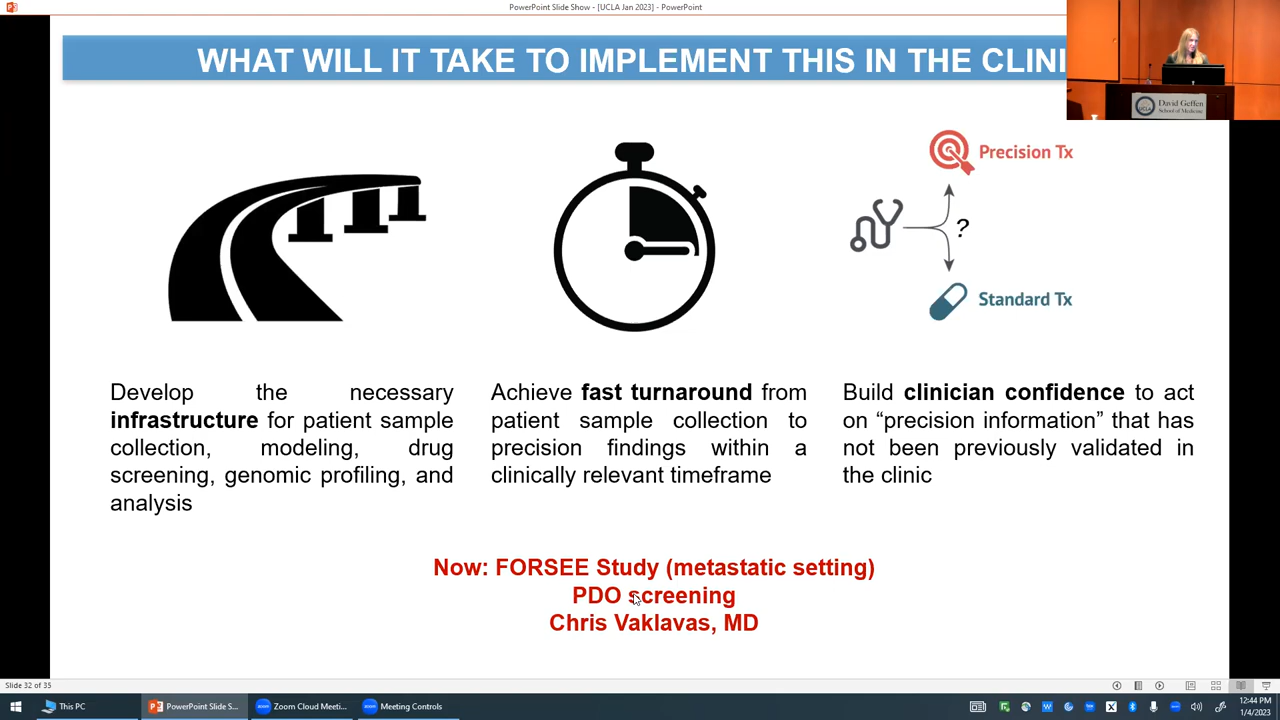 PowerPoint Slide Show - [UCLA Jan 2023] - PowerPoint
WHAT WILL IT TAKE TO IMPLEMENT THIS IN THE CLINI
UCLA
David Geffen
School of Medicine
Precision Tx
?
Standard Tx
Develop the necessary
infrastructure for patient sample
collection, modeling, drug
screening, genomic profiling, and
analysis
Achieve fast turnaround from
patient sample collection to
precision findings within a
clinically relevant timeframe
Build clinician confidence to act
on “precision information” that has
not been previously validated in
the clinic
Now: FORSEE Study (metastatic setting)
PDO screening
Chris Vaklavas, MD
Slide 32 of 35
This PC
PowerPoint Slide S...
Zoom Cloud Meeti...
Meeting Controls
12:44 PM
1/4/2023